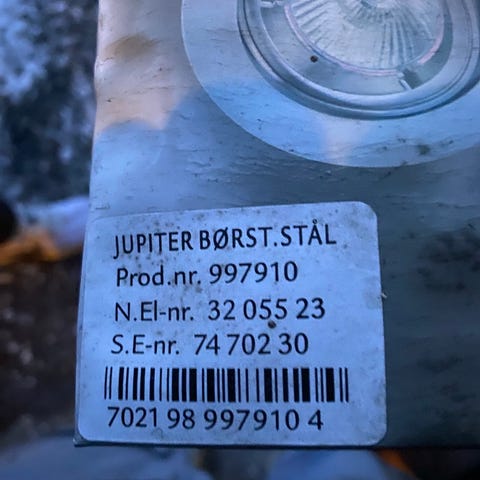 JUPITER BØRST.STÅL
Prod.nr. 997910
N.El-nr. 32 055 23
S.E-nr. 74 702 30
7021 98 997910 4